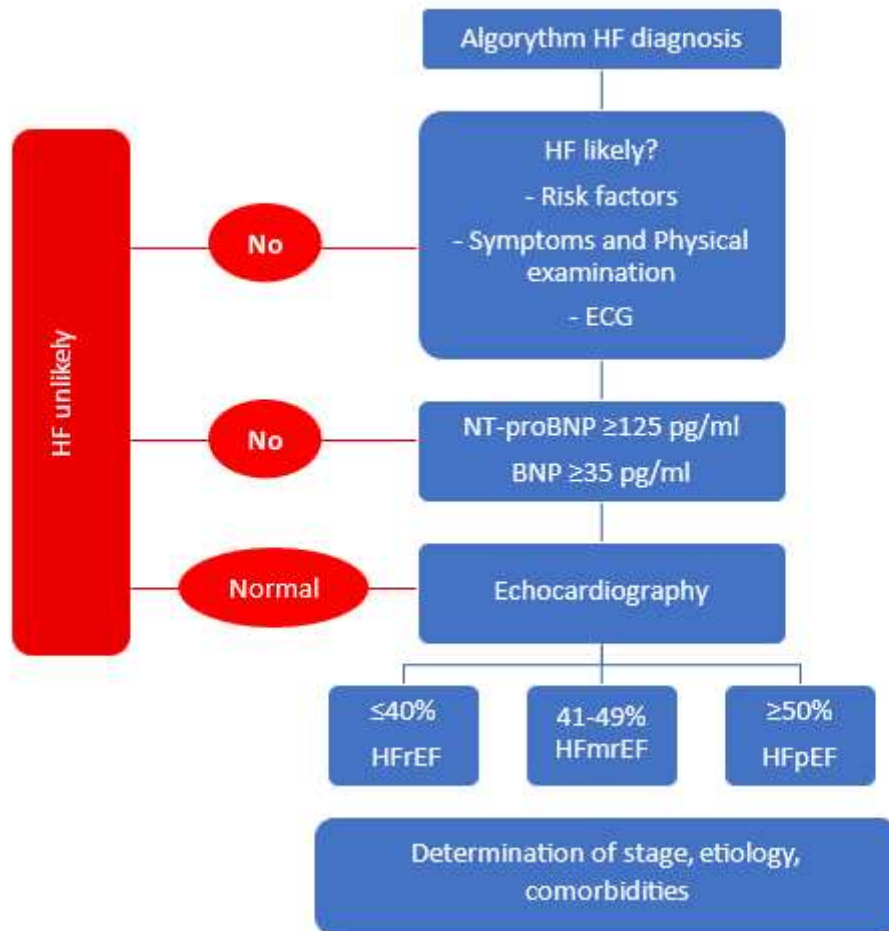 Algorythm HF diagnosis
HF likely?
- Risk factors
- Symptoms and Physical
examination
- ECG
No
HF unlikely
NT-proBNP ≥125 pg/ml
BNP ≥35 pg/ml
No
Echocardiography
Normal
≤40%
HFrEF
41-49%
HFmrEF
≥50%
HFpEF
Determination of stage, etiology,
comorbidities